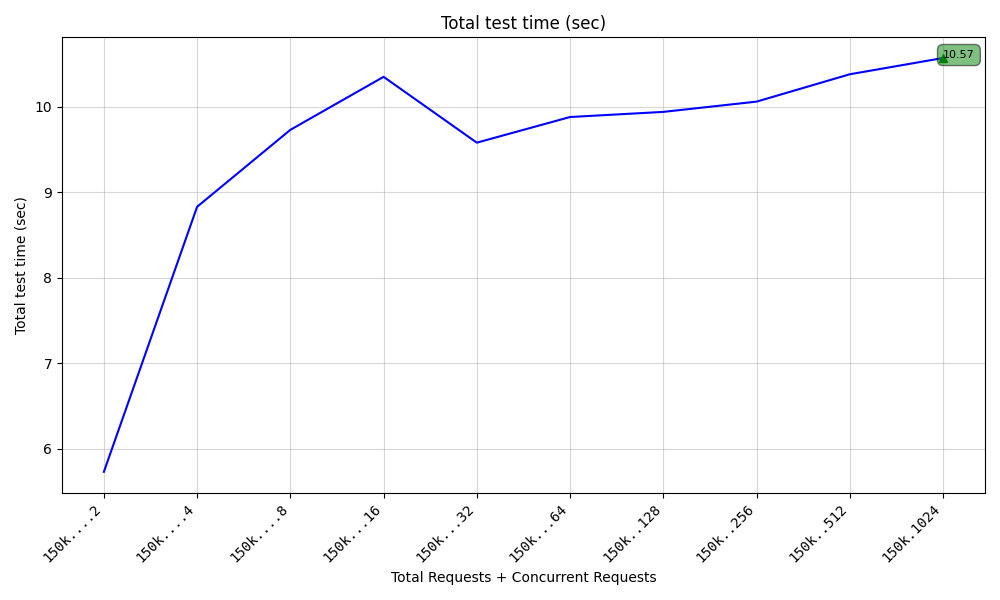 Total test time (sec)
10.57
Total test time (sec)
10
9
8
7
6
150k....2
150k....4
150k....8
150k...16
150k...32
150k...64
150k..128
150k..256
150k..512
150k.1024
Total Requests + Concurrent Requests